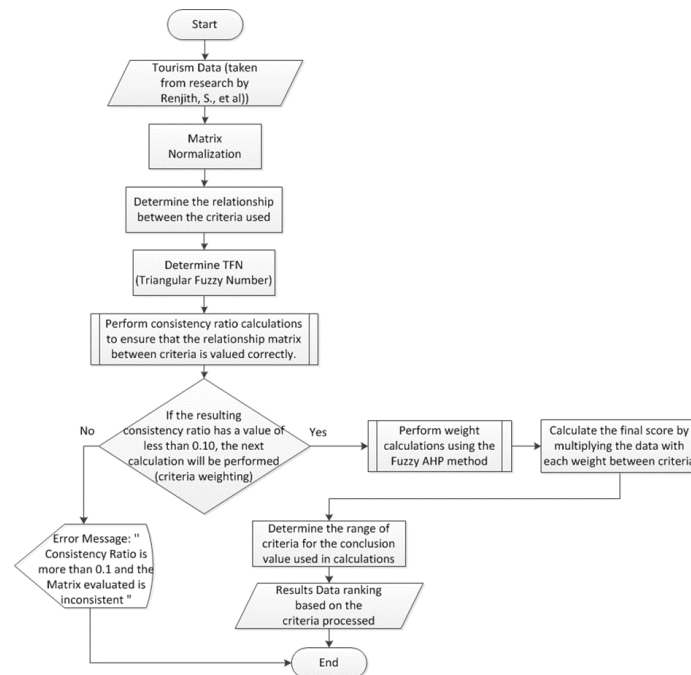 Start
Tourism Data (taken
from research by
Renjith, S., et al))
Matrix
Normalization
Determine the relationship
between the criteria used
Determine TFN
(Triangular Fuzzy Number)
Perform consistency ratio calculations
to ensure that the relationship matrix
between criteria is valued correctly.
If the resulting
consistency ratio has a value of
less than 0.10, the next
calculation will be performed
(criteria weighting)
No
Yes
Perform weight
calculations using the
Fuzzy AHP method
Calculate the final score by
multiplying the data with
each weight between criteria
Error Message: "
Consistency Ratio is
more than 0.1 and the
Matrix evaluated is
inconsistent "
Determine the range of
criteria for the conclusion
value used in calculations
Results Data ranking
based on the
criteria processed
End